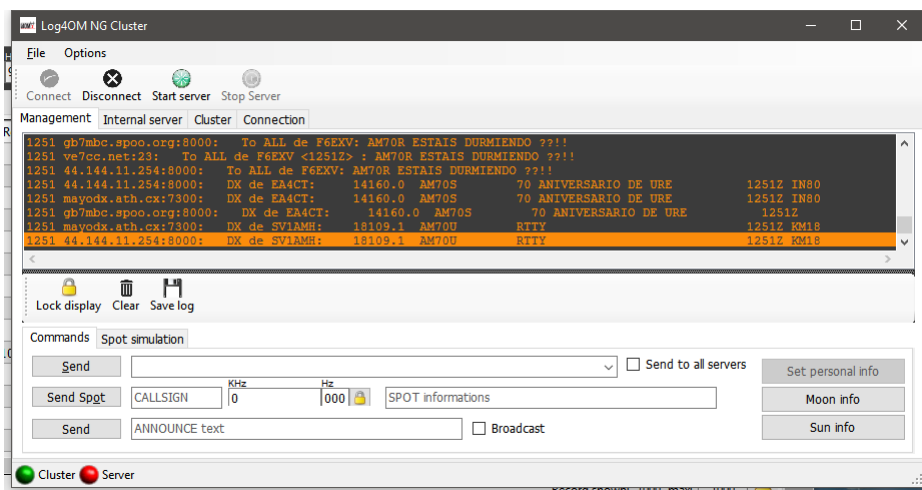 Log4OM NG Cluster
File Options
Connect Disconnect Start server Stop Server
Management Internal server Cluster Connection
1251 gb7mbc.spoo.org:8000: To ALL de F6EXV: AM70R ESTAIS DURMIENDO ??!!
1251 ve7cc.net:23: To ALL de F6EXV <1251Z> : AM70R ESTAIS DURMIENDO ??!!
1251 44.144.11.254:8000: To ALL de F6EXV: AM70R ESTAIS DURMIENDO ??!!
1251 44.144.11.254:8000: DX de EA4CT: 14160.0 AM70S 70 ANIVERSARIO DE URE 1251Z IN80
1251 mayodx.ath.cx:7300: DX de EA4CT: 14160.0 AM70S 70 ANIVERSARIO DE URE 1251Z IN80
1251 gb7mbc.spoo.org:8000: DX de EA4CT: 14160.0 AM70S 70 ANIVERSARIO DE URE 1251Z
1251 mayodx.ath.cx:7300: DX de SV1AMH: 18109.1 AM70U RTTY 1251Z KM18
1251 44.144.11.254:8000: DX de SV1AMH: 18109.1 AM70U RTTY 1251Z KM18
Lock display Clear Save log
Commands Spot simulation
Send Send to all servers Set personal info
KHz Hz
Send Spot CALLSIGN 0 000 SPOT informations Moon info
Send ANNOUNCE text Broadcast Sun info
Cluster Server